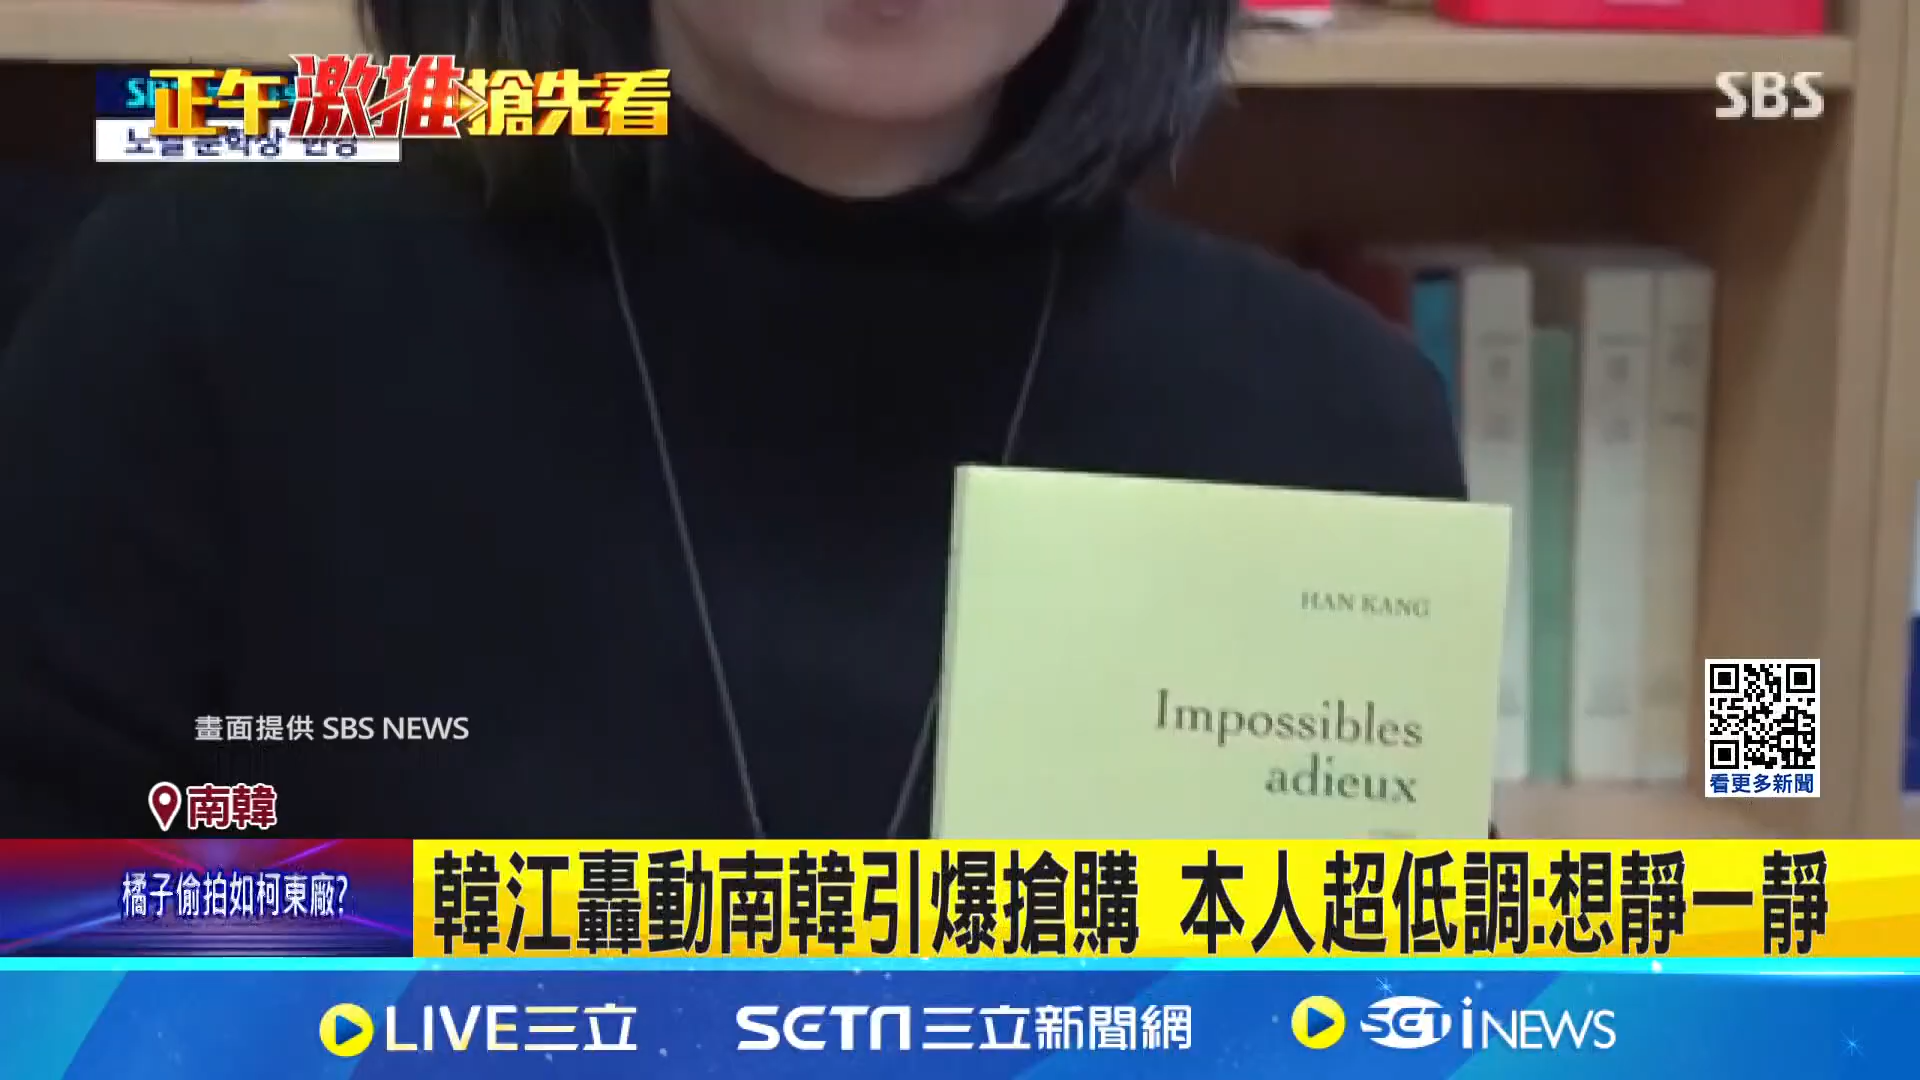 正午激推搶先看
SBS
HAN KANG
Impossibles
adieux
畫面提供 SBS NEWS
看更多新聞
南韓
橘子偷拍如柯東廠?
韓江轟動南韓引爆搶購 本人超低調:想靜一靜
LIVE三立
SETN三立新聞網
SETiNEWS